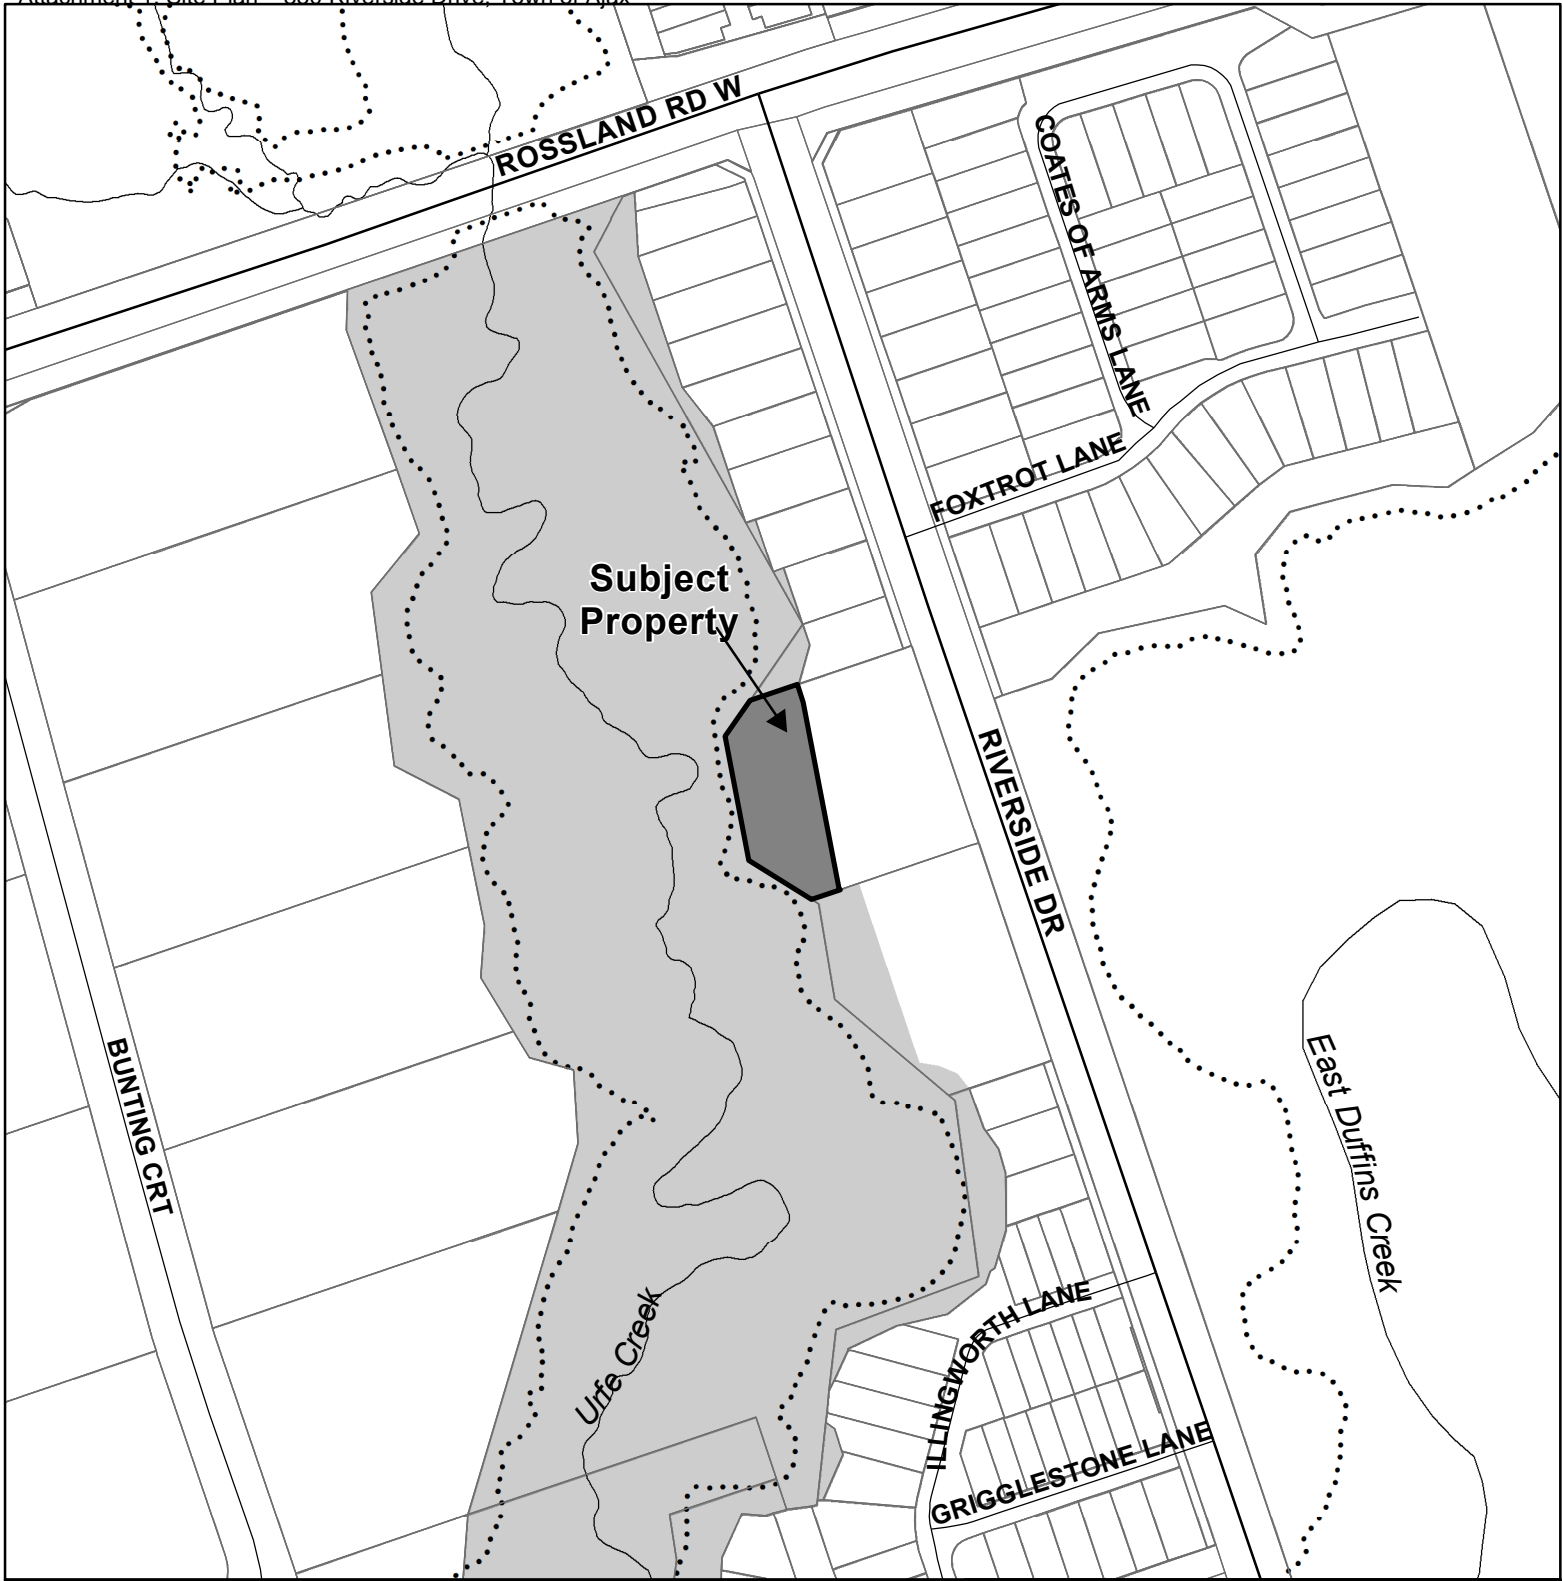 ROSSLAND RD W
COATES OF ARMS LANE
FOXTROT LANE
Subject
Property
RIVERSIDE DR
BUNTING CRT
East Duffins Creek
Urfe Creek
ILLINGWORTH LANE
GRIGGLESTONE LANE